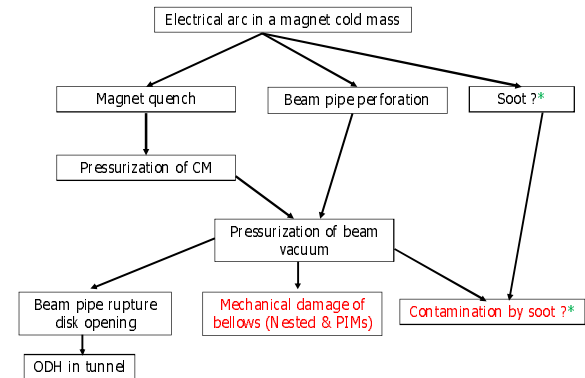 Electrical arc in a magnet cold mass
Magnet quench
Beam pipe perforation
Soot ?*
Pressurization of CM
Pressurization of beam
vacuum
Beam pipe rupture
disk opening
Mechanical damage of
bellows (Nested & PIMs)
Contamination by soot ?*
ODH in tunnel